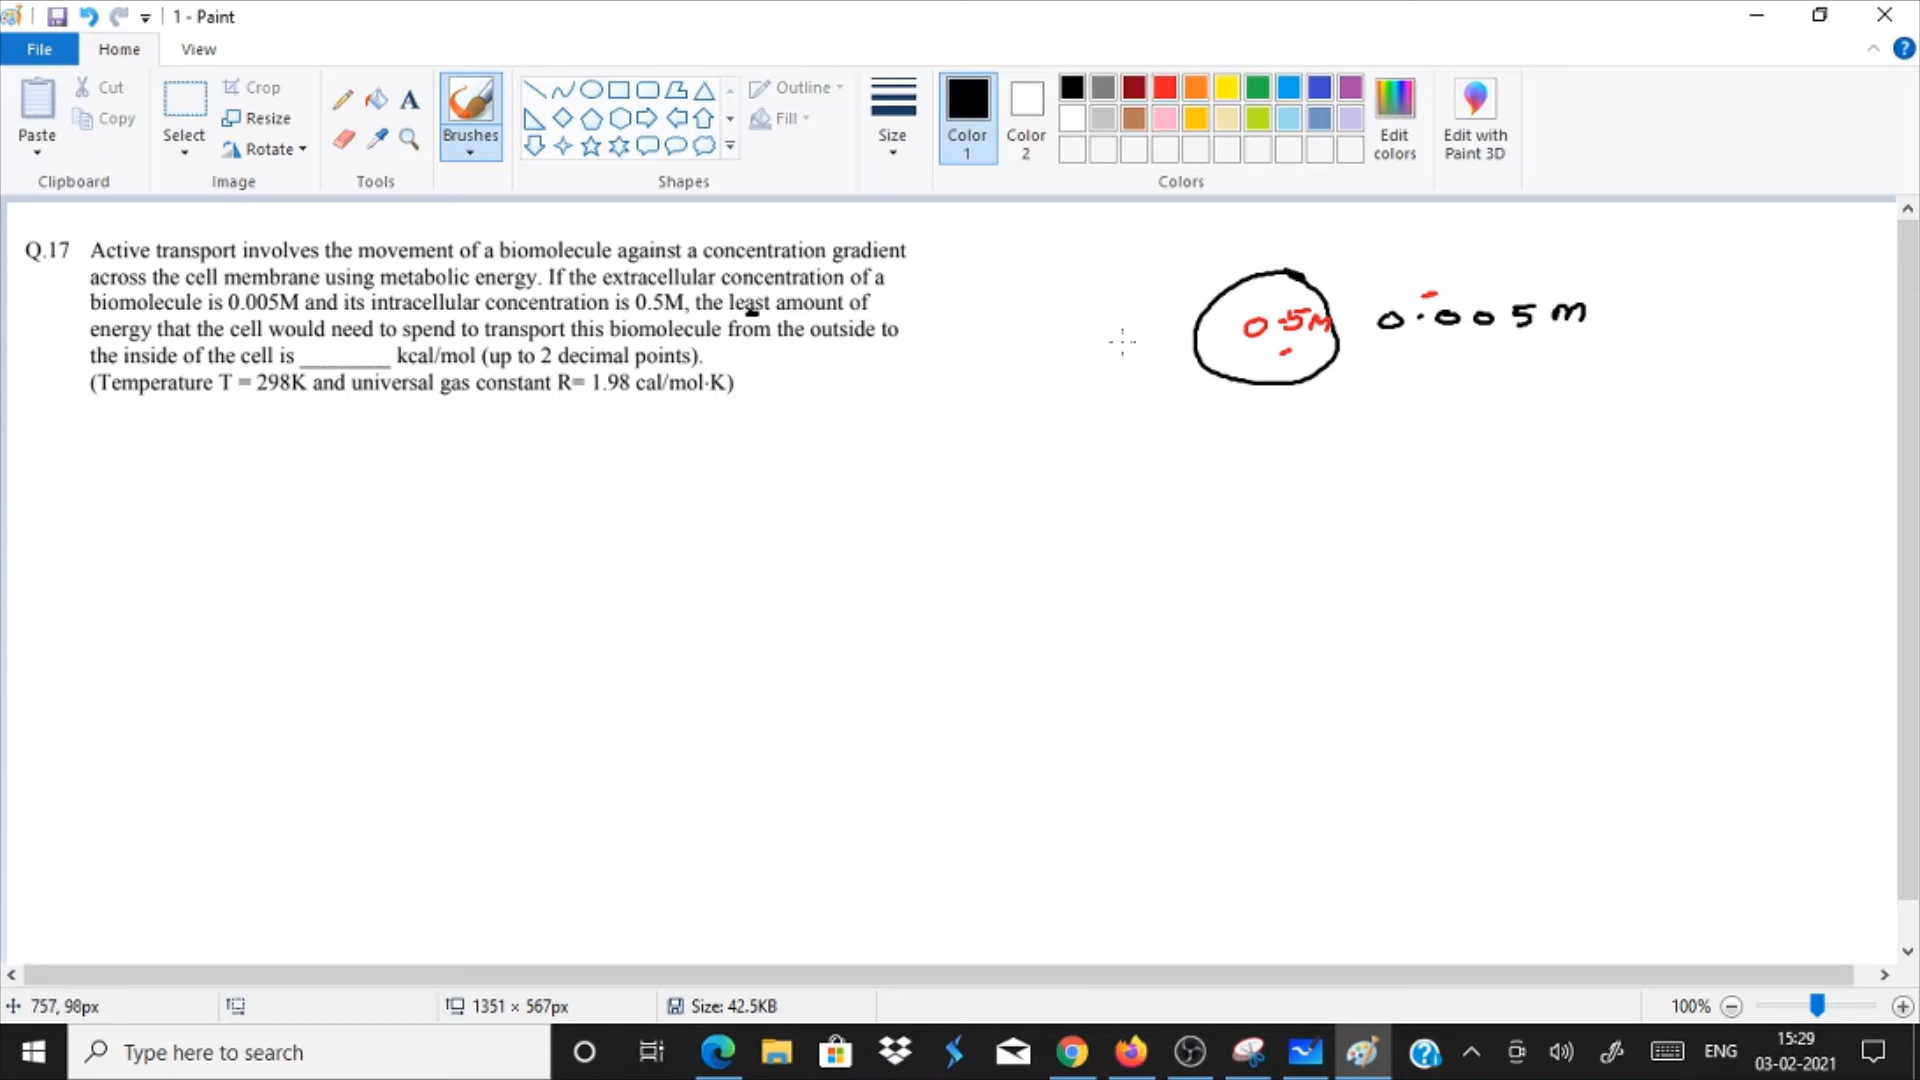 1 - Paint
File Home View
Paste
Cut
Copy
Clipboard
Select
Crop
Resize
Rotate
Image
A
Tools
Brushes
Outline
Fill
Shapes
Size
Color 1
Color 2
Edit colors
Edit with Paint 3D
Colors
Q.17 Active transport involves the movement of a biomolecule against a concentration gradient
across the cell membrane using metabolic energy. If the extracellular concentration of a
biomolecule is 0.005M and its intracellular concentration is 0.5M, the least amount of
energy that the cell would need to spend to transport this biomolecule from the outside to
the inside of the cell is ________ kcal/mol (up to 2 decimal points).
(Temperature T = 298K and universal gas constant R= 1.98 cal/mol·K)
0.5M 0.005 M
757, 98px
1351 × 567px
Size: 42.5KB
100%
Type here to search
ENG
15:29
03-02-2021